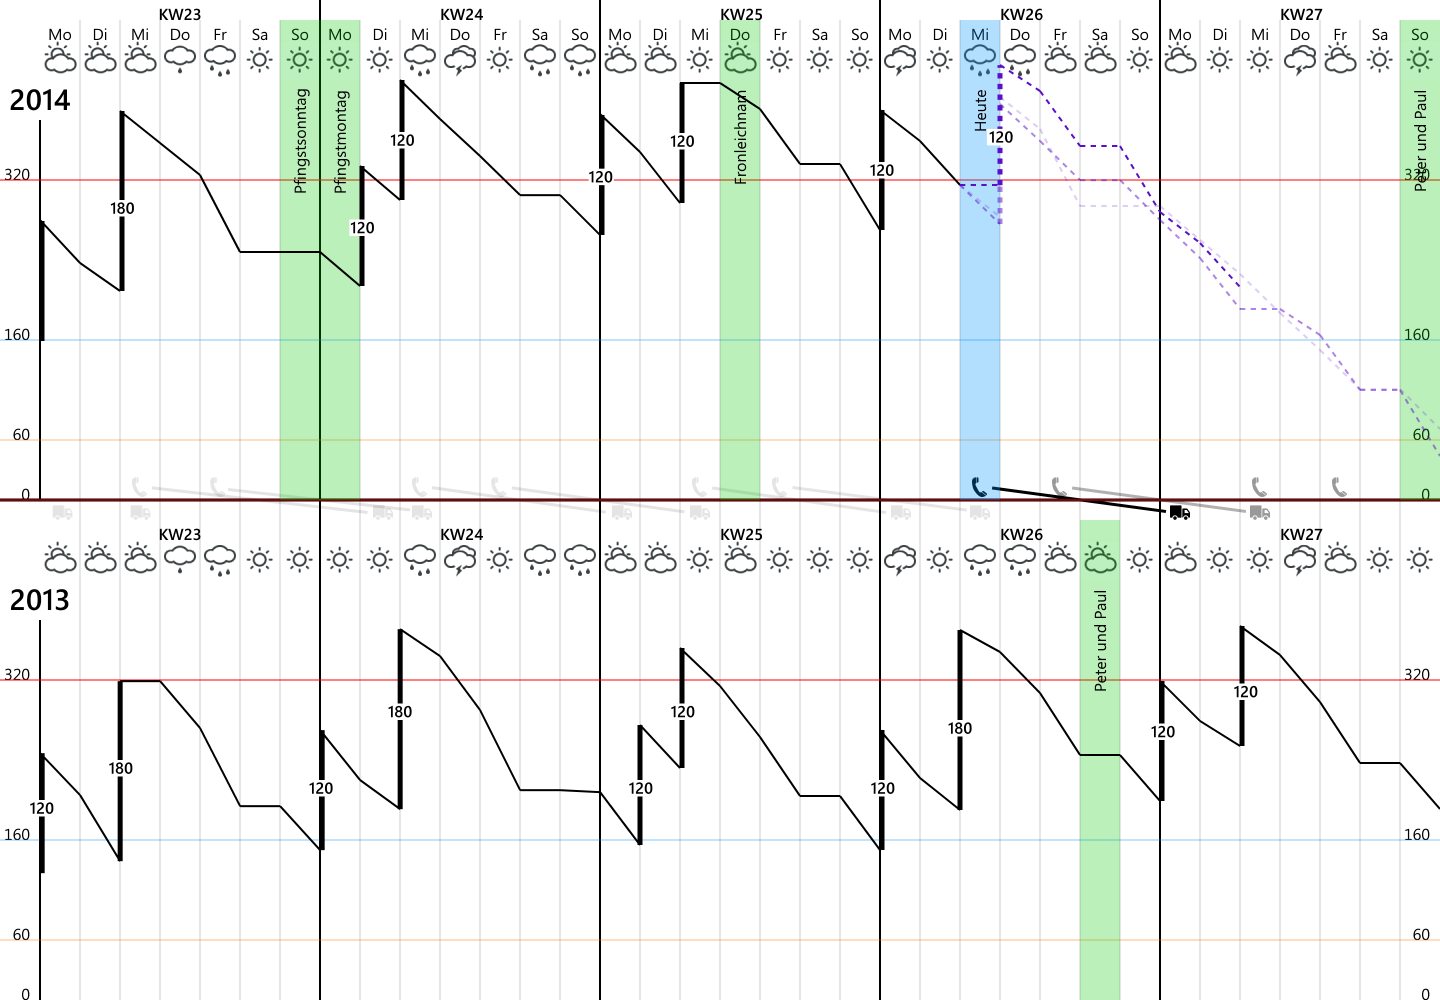 KW23 KW24 KW25 KW26 KW27
Mo Di Mi Do Fr Sa So Mo Di Mi Do Fr Sa So Mo Di Mi Do Fr Sa So Mo Di Mi Do Fr Sa So Mo Di Mi Do Fr So
2014
Pfingstsonntag
Pfingstmontag
Fronleichnam
Heute
Peter und Paul
120 120 120 120
180 120 120
120
320 320
160 160
60 60
0 0
KW23 KW24 KW25 KW26 KW27
2013
Peter und Paul
320 320
120
180 120 180 120
180 120 120 120 120
120
160 160
60 60
0 0